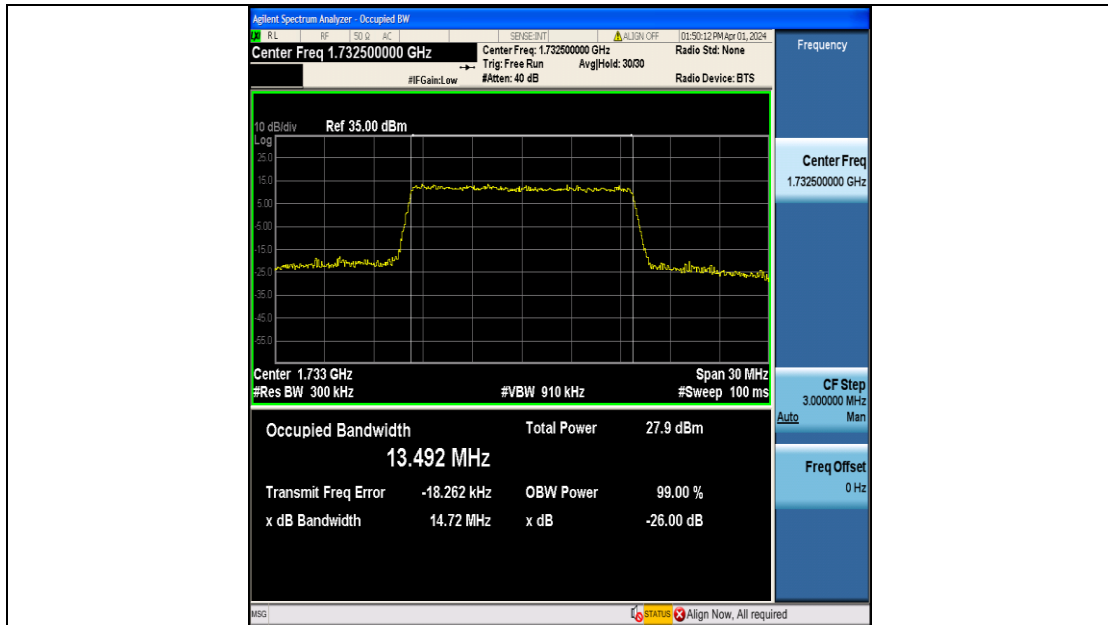 Agilent Spectrum Analyzer - Occupied BW
RL RF 50 Ω AC SENSE:INT ALIGN OFF 01:50:12 PM Apr 01, 2024
Center Freq 1.732500000 GHz
Center Freq: 1.732500000 GHz
Radio Std: None
Trig: Free Run Avg|Hold: 30/30
#IFGain:Low
#Atten: 40 dB
Radio Device: BTS
10 dB/div Ref 35.00 dBm
Log
25.0
15.0
5.00
-5.00
-15.0
-25.0
-35.0
-45.0
-55.0
Center 1.733 GHz Span 30 MHz
#Res BW 300 kHz #VBW 910 kHz #Sweep 100 ms
Occupied Bandwidth Total Power 27.9 dBm
13.492 MHz
Transmit Freq Error -18.262 kHz OBW Power 99.00 %
x dB Bandwidth 14.72 MHz x dB -26.00 dB
Frequency
Center Freq
1.732500000 GHz
CF Step
3.000000 MHz
Auto Man
Freq Offset
0 Hz
MSG STATUS Align Now, All required